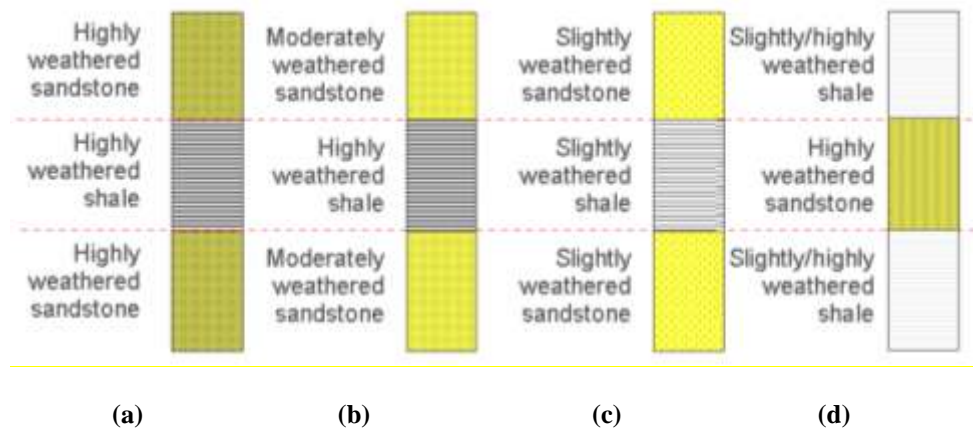 Highly
weathered
sandstone
Highly
weathered
shale
Highly
weathered
sandstone
Moderately
weathered
sandstone
Highly
weathered
shale
Moderately
weathered
sandstone
Slightly
weathered
sandstone
Slightly
weathered
shale
Slightly
weathered
sandstone
Slightly/highly
weathered
shale
Highly
weathered
sandstone
Slightly/highly
weathered
shale
(a)
(b)
(c)
(d)